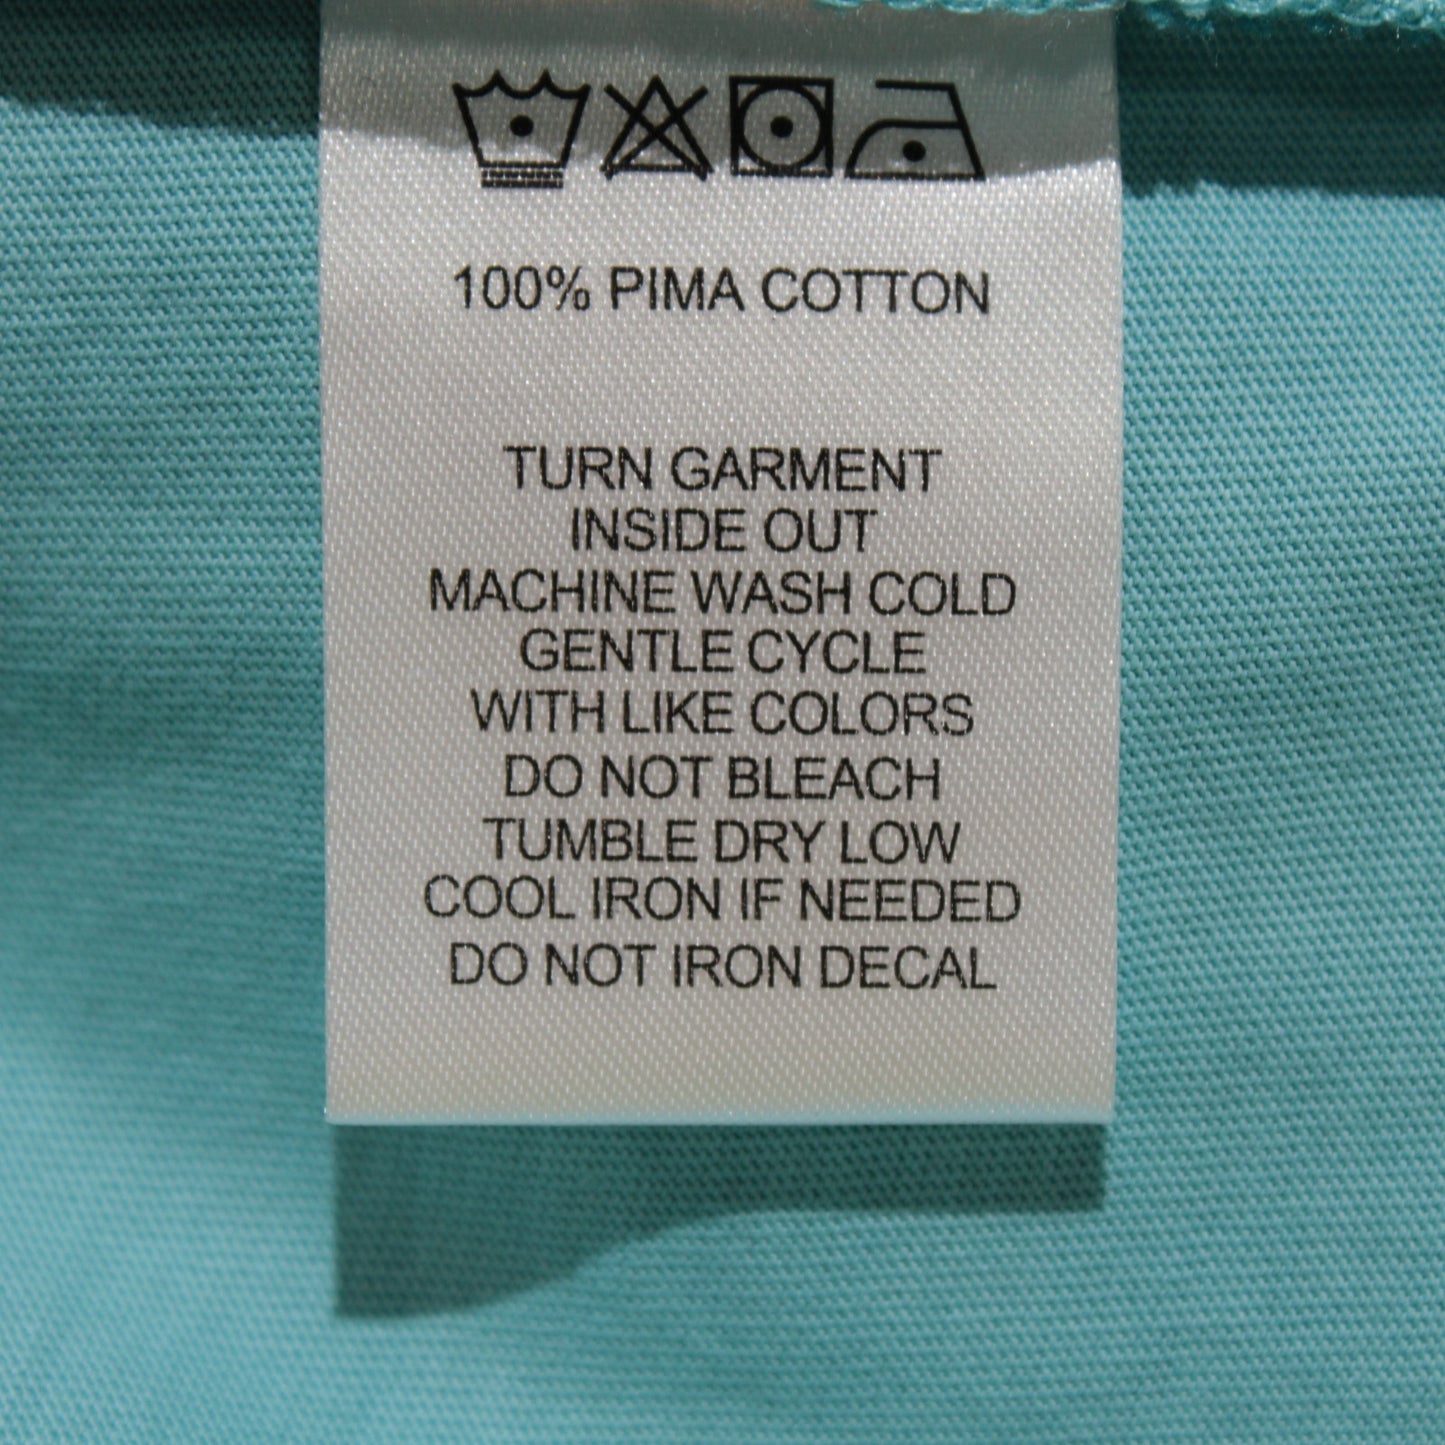 100% PIMA COTTON
TURN GARMENT
INSIDE OUT
MACHINE WASH COLD
GENTLE CYCLE
WITH LIKE COLORS
DO NOT BLEACH
TUMBLE DRY LOW
COOL IRON IF NEEDED
DO NOT IRON DECAL